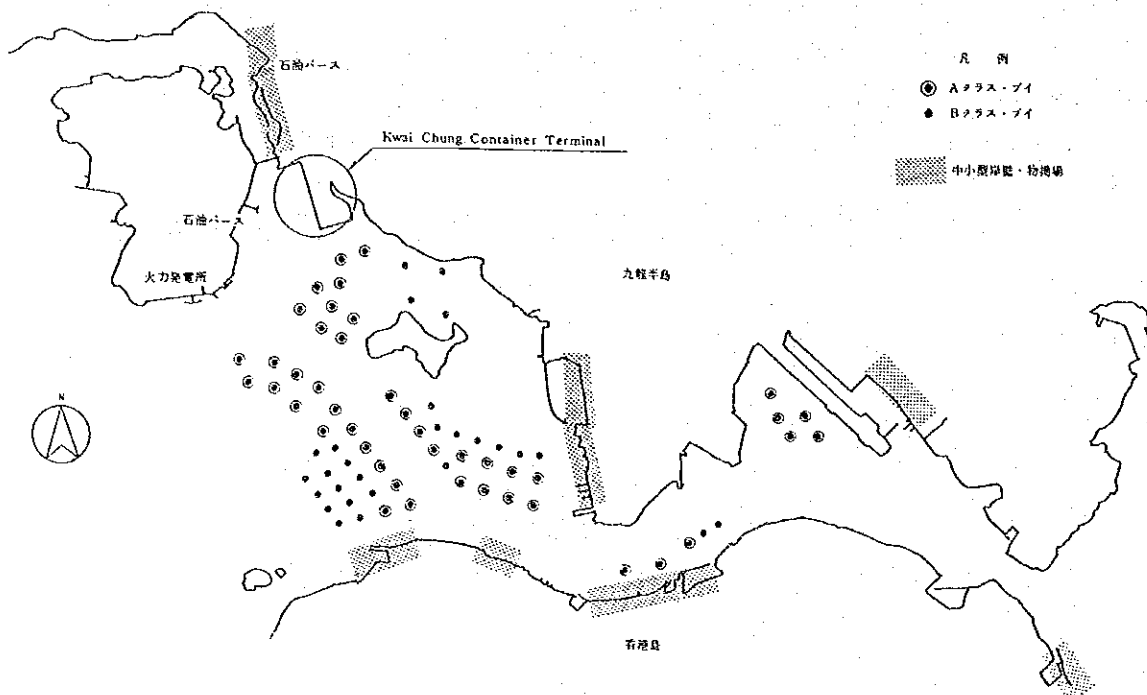 石油バース
凡 例
Aクラス・ブイ
Bクラス・ブイ
Kwai Chung Container Terminal
中小型岸壁・物揚場
石油バース
火力発電所
九龍半島
N
香港島